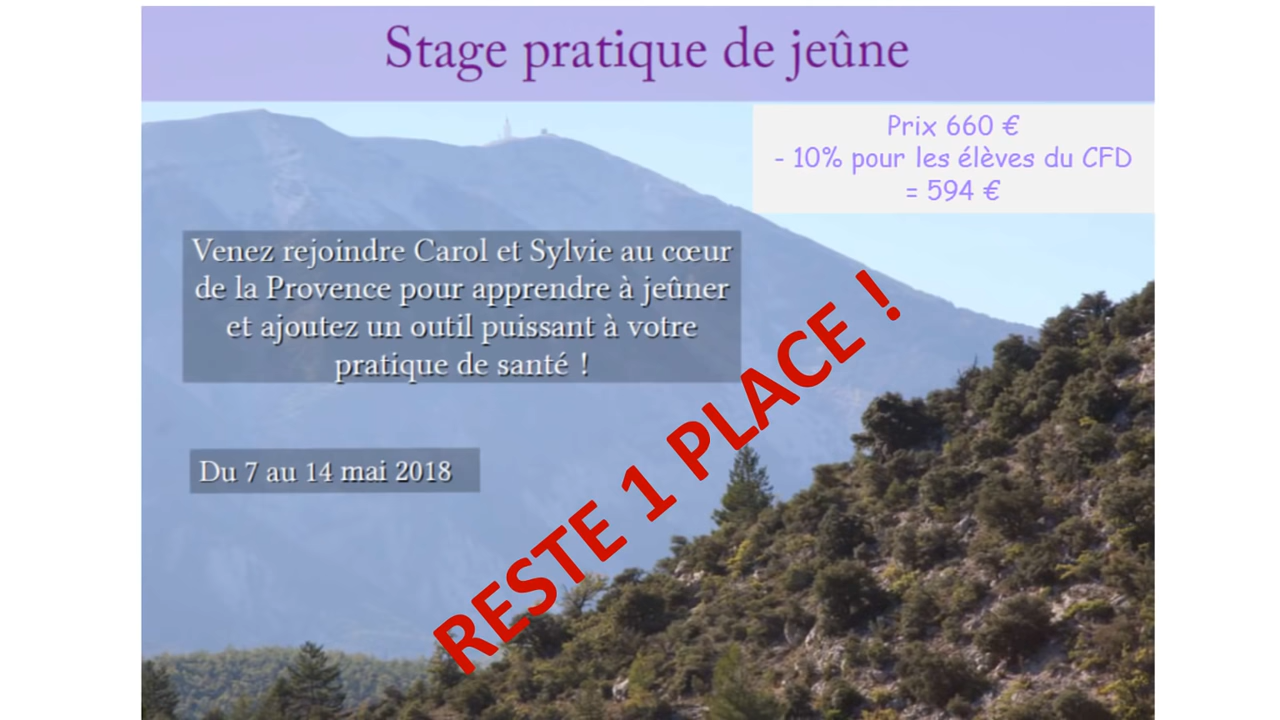 Stage pratique de jeûne
Prix 660 €
- 10% pour les élèves du CFD
= 594 €
Venez rejoindre Carol et Sylvie au cœur
de la Provence pour apprendre à jeûner
et ajoutez un outil puissant à votre
pratique de santé !
RESTE 1 PLACE !
Du 7 au 14 mai 2018